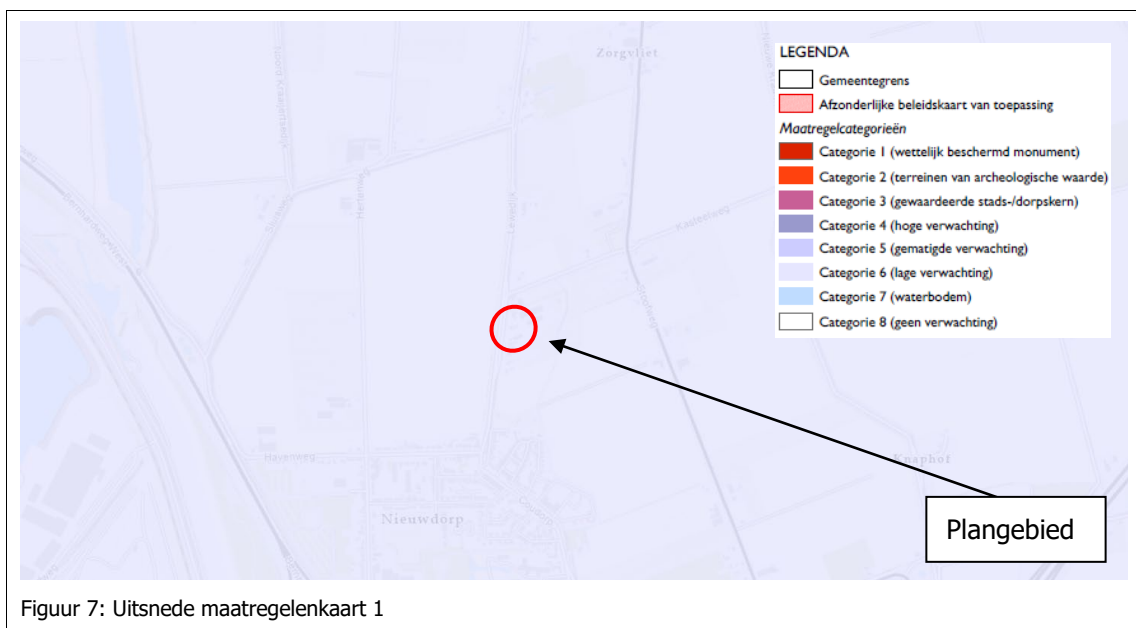 Zorgvliet
LEGENDA
Gemeentegrens
Afzonderlijke beleidskaart van toepassing
Maatregelcategorieën
Categorie 1 (wettelijk beschermd monument)
Categorie 2 (terreinen van archeologische waarde)
Categorie 3 (gewaardeerde stads-/dorpskern)
Categorie 4 (hoge verwachting)
Categorie 5 (gematigde verwachting)
Categorie 6 (lage verwachting)
Categorie 7 (waterbodem)
Categorie 8 (geen verwachting)
Lewedijk
Kasteelweg
Havenweg
Nieuwdorp
Coudorp
Knaphof
Plangebied
Figuur 7: Uitsnede maatregelenkaart 1